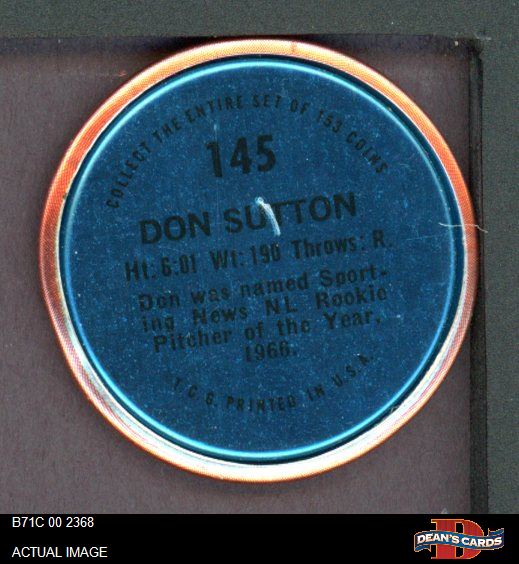 COLLECT THE ENTIRE SET OF 153 COINS
145
DON SUTTON
Ht: 6:01 Wt: 190 Throws: R.
Don was named Sport-
ing News NL Rookie
Pitcher of the Year,
1966.
T.C.G. PRINTED IN U.S.A.
B71C 00 2368
ACTUAL IMAGE
D
DEAN'S CARDS